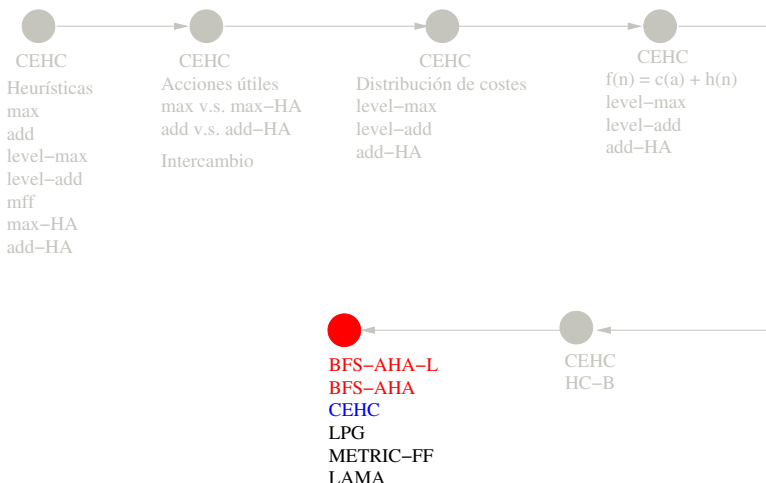 CEHC
Heurísticas
max
add
level−max
level−add
mff
max−HA
add−HA
CEHC
Acciones útiles
max v.s. max−HA
add v.s. add−HA
Intercambio
CEHC
Distribución de costes
level−max
level−add
add−HA
CEHC
f(n) = c(a) + h(n)
level−max
level−add
add−HA
BFS−AHA−L
BFS−AHA
CEHC
LPG
METRIC−FF
LAMA
CEHC
HC−B